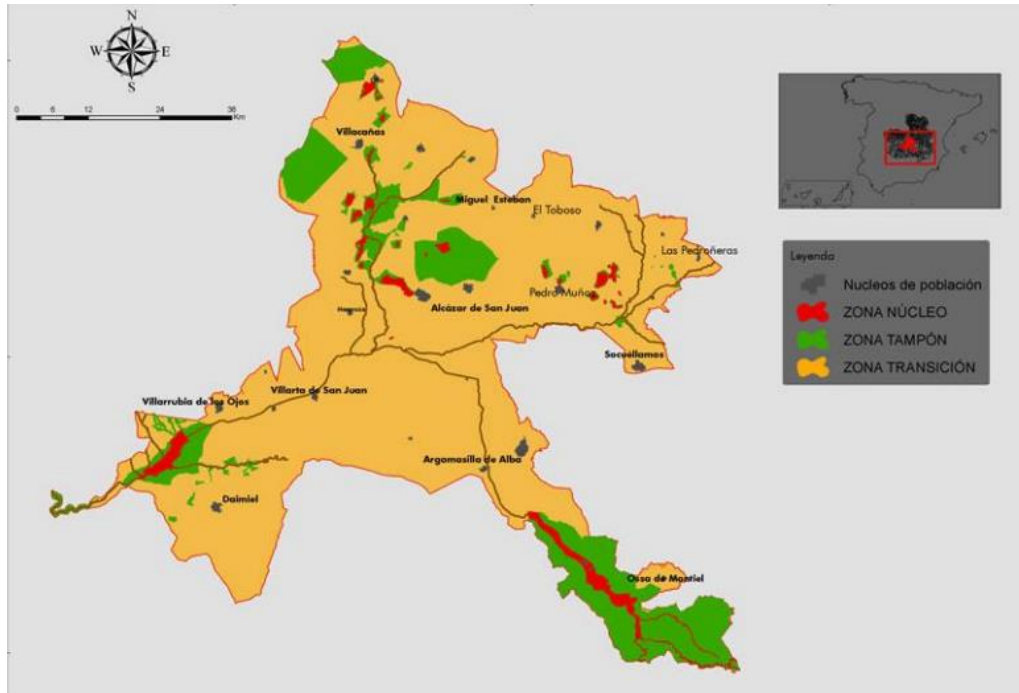 N
W E
S
0 6 12 24 36
Km
Villacañas
Miguel Esteban
El Toboso
Las Pedroñeras
Pedro Muñoz
Alcázar de San Juan
Herencia
Socuéllamos
Villarta de San Juan
Villarrubia de los Ojos
Argamasilla de Alba
Daimiel
Ossa de Montiel
Leyenda
Nucleos de población
ZONA NÚCLEO
ZONA TAMPÓN
ZONA TRANSICIÓN